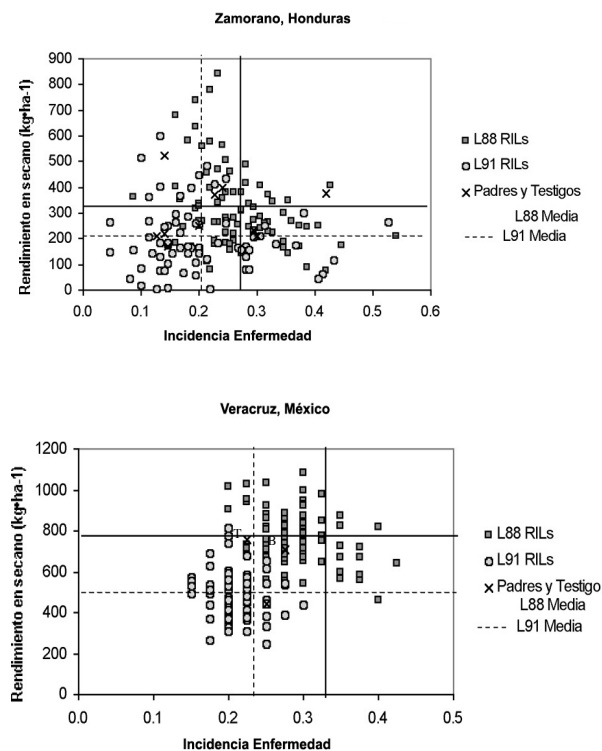 Zamorano, Honduras
Rendimiento en secano (kg•ha-1)
900
800
700
600
500
400
300
200
100
0
0.0 0.1 0.2 0.3 0.4 0.5 0.6
Incidencia Enfermedad
L88 RILs
L91 RILs
Padres y Testigos
L88 Media
L91 Media
Veracruz, México
Rendimiento en secano (kg•ha-1)
1200
1000
800
600
400
200
0
T
B
0.0 0.1 0.2 0.3 0.4 0.5
Incidencia Enfermedad
L88 RILs
L91 RILs
Padres y Testigo
L88 Media
L91 Media